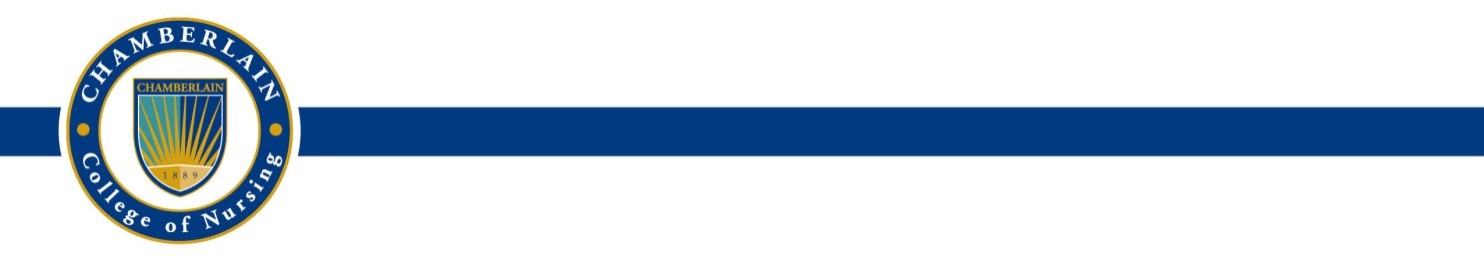 CHAMBERLAIN
College of Nursing
CHAMBERLAIN
1889